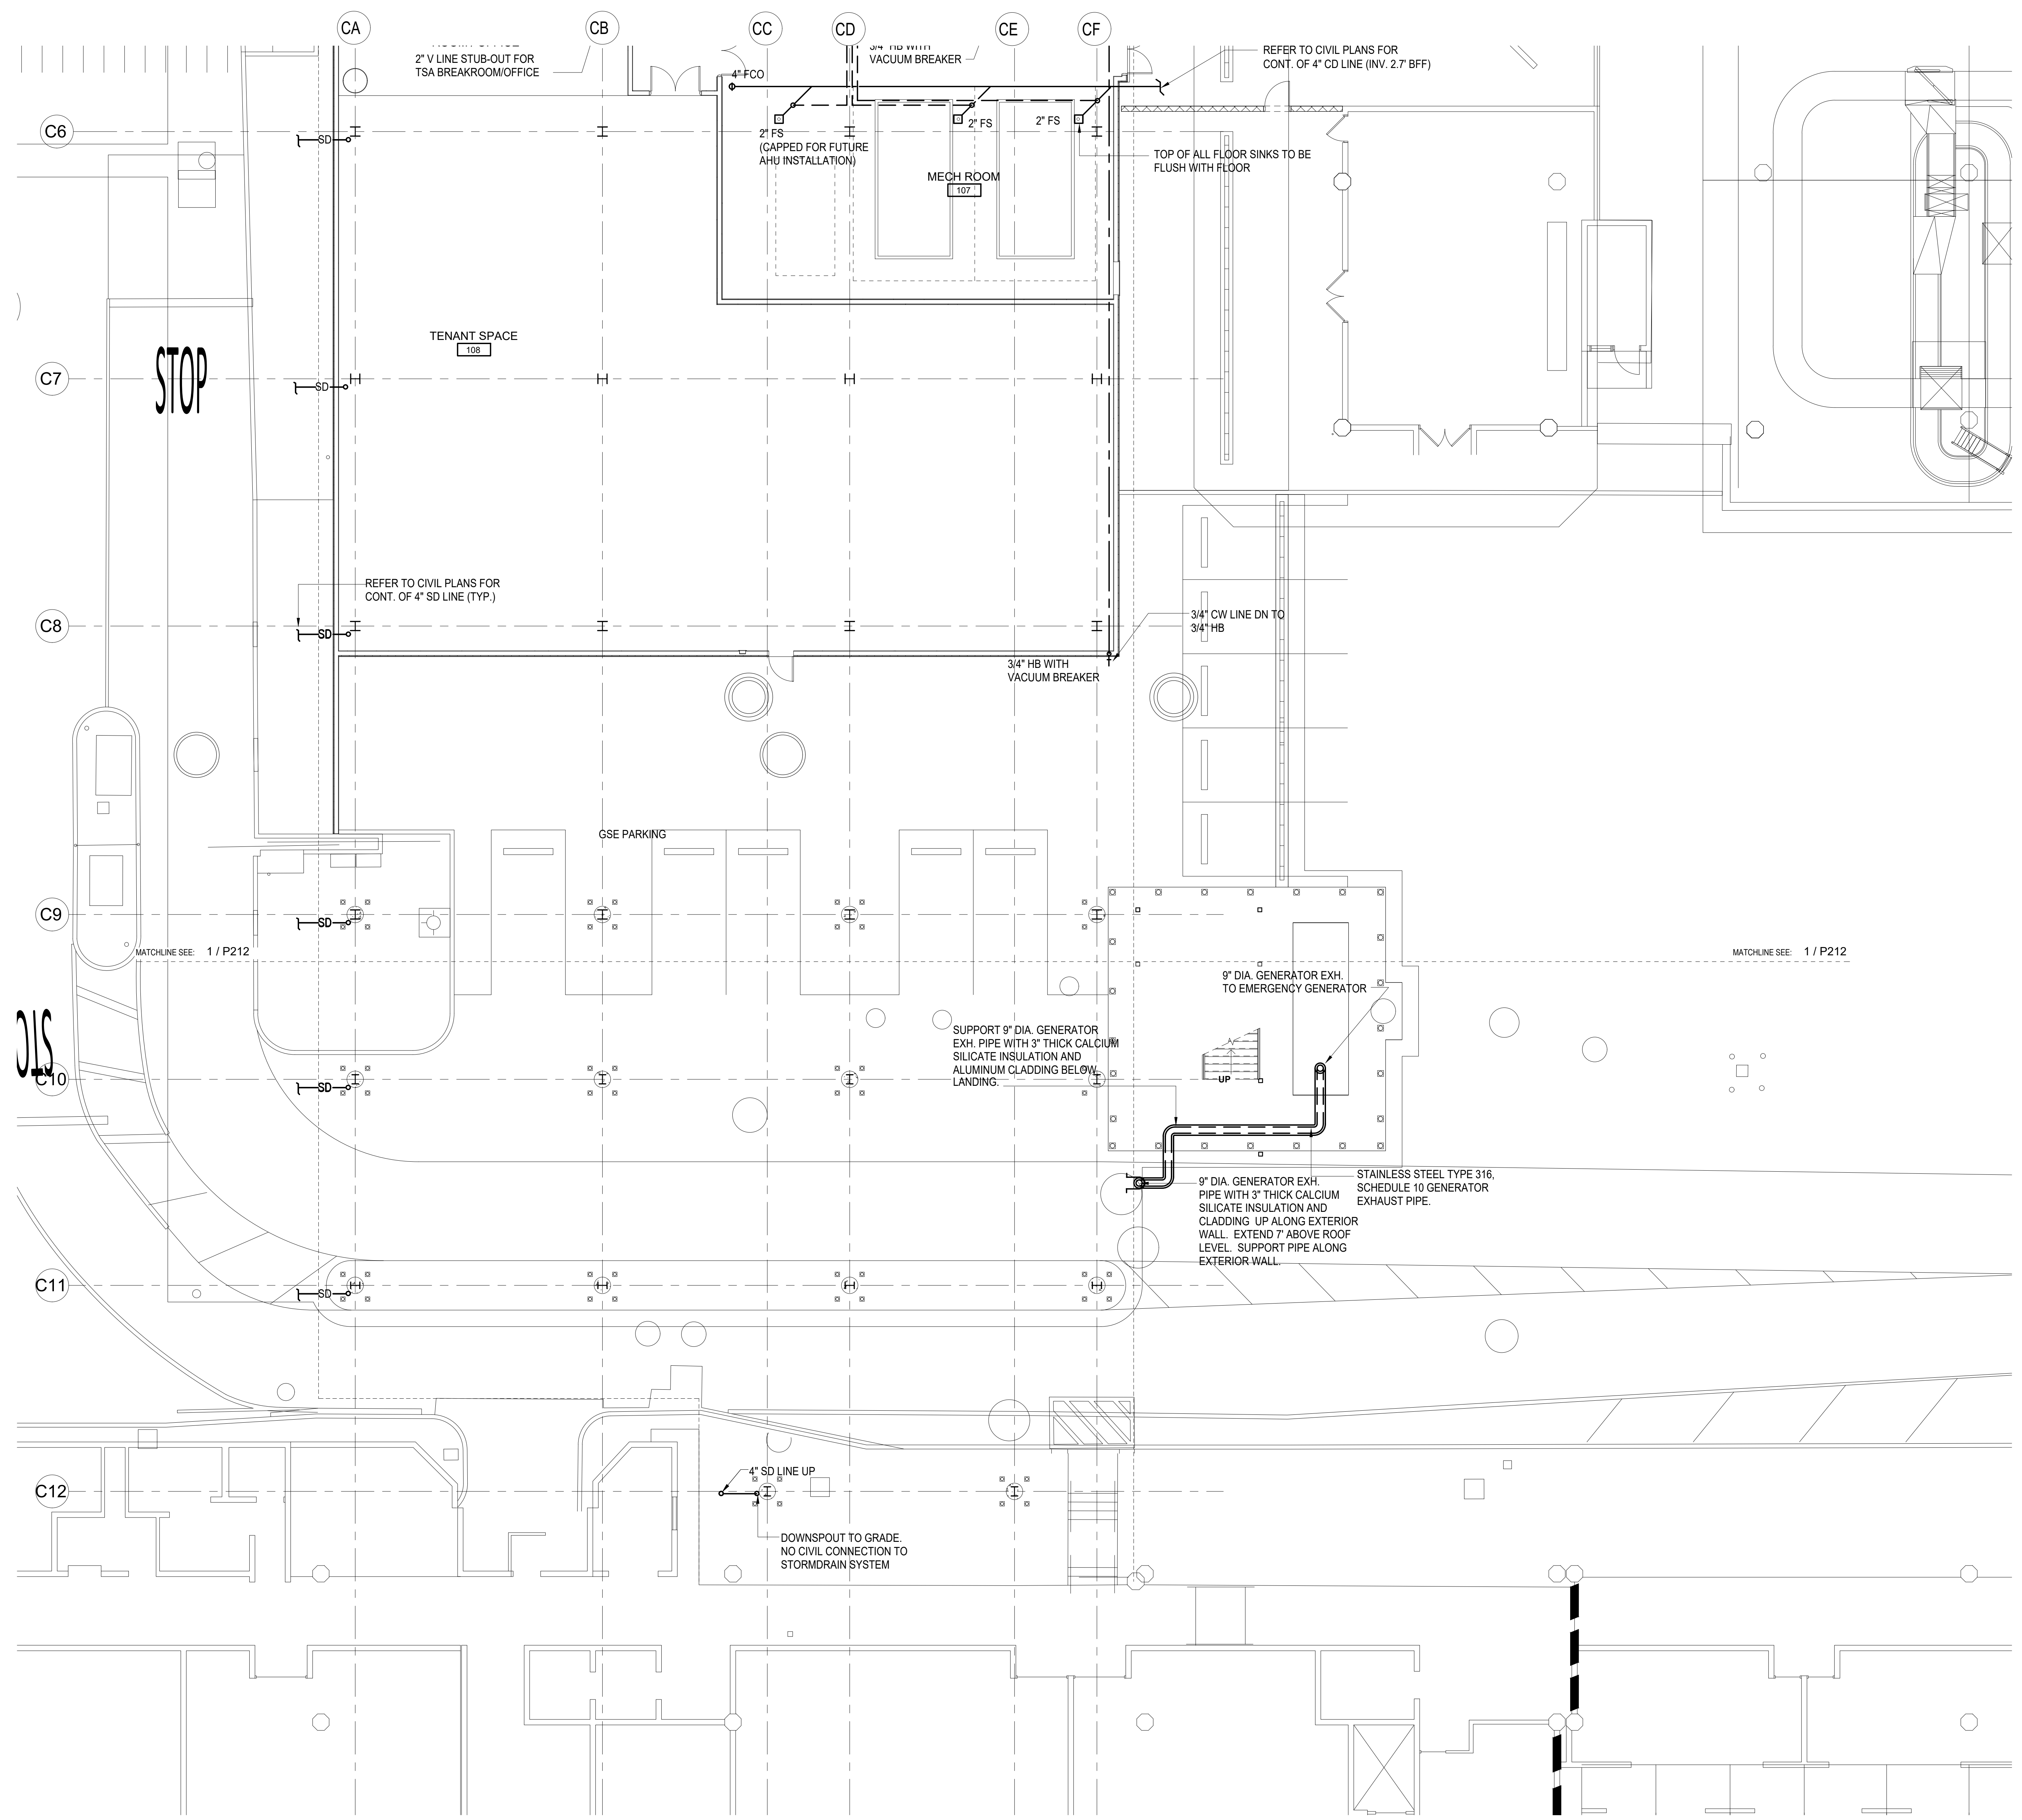 CA
CB
CC
CD
CE
CF
2" V LINE STUB-OUT FOR
TSA BREAKROOM/OFFICE
3/4" HB WITH
VACUUM BREAKER
REFER TO CIVIL PLANS FOR
CONT. OF 4" CD LINE (INV. 2.7' BFF)
4" FCO
C6
SD
2" FS
(CAPPED FOR FUTURE
AHU INSTALLATION)
2" FS
2" FS
TOP OF ALL FLOOR SINKS TO BE
FLUSH WITH FLOOR
MECH ROOM
107
TENANT SPACE
108
C7
STOP
SD
REFER TO CIVIL PLANS FOR
CONT. OF 4" SD LINE (TYP.)
C8
SD
3/4" CW LINE DN TO
3/4" HB
3/4" HB WITH
VACUUM BREAKER
GSE PARKING
C9
SD
MATCHLINE SEE: 1 / P212
MATCHLINE SEE: 1 / P212
9" DIA. GENERATOR EXH.
TO EMERGENCY GENERATOR
SUPPORT 9" DIA. GENERATOR
EXH. PIPE WITH 3" THICK CALCIUM
SILICATE INSULATION AND
ALUMINUM CLADDING BELOW
LANDING.
UP
C10
SD
STAINLESS STEEL TYPE 316,
SCHEDULE 10 GENERATOR
EXHAUST PIPE.
9" DIA. GENERATOR EXH.
PIPE WITH 3" THICK CALCIUM
SILICATE INSULATION AND
CLADDING UP ALONG EXTERIOR
WALL. EXTEND 7' ABOVE ROOF
LEVEL. SUPPORT PIPE ALONG
EXTERIOR WALL.
C11
SD
C12
4" SD LINE UP
DOWNSPOUT TO GRADE.
NO CIVIL CONNECTION TO
STORMDRAIN SYSTEM